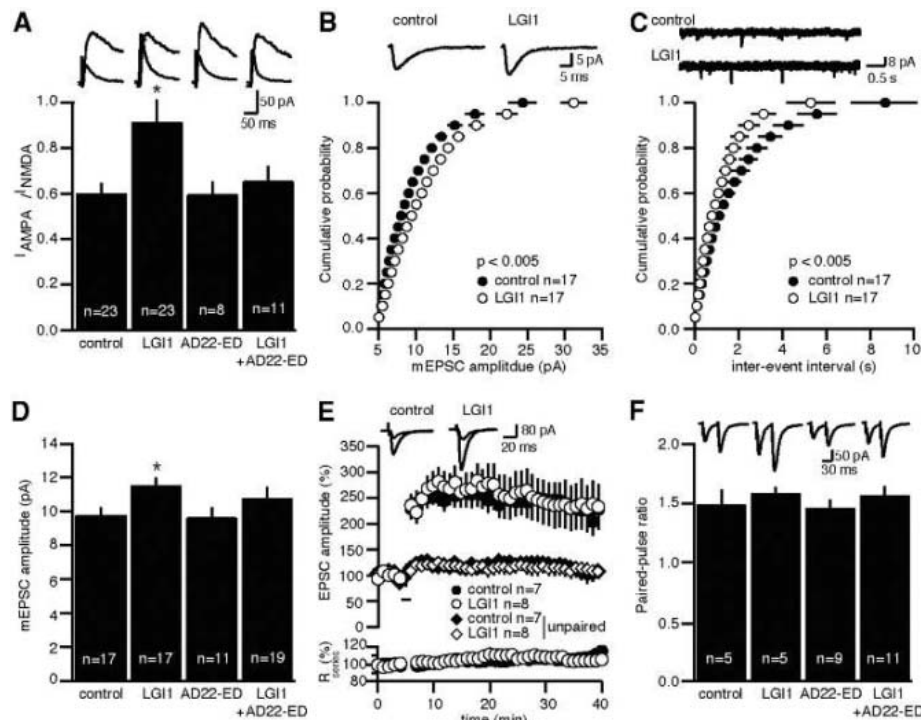 A
50 pA
50 ms
*
I AMPA / I NMDA
1.0
0.8
0.6
0.4
0.2
0.0
n=23
n=23
n=8
n=11
control
LGI1
AD22-ED
LGI1
+AD22-ED
B
control
LGI1
5 pA
5 ms
Cumulative probability
1.0
0.8
0.6
0.4
0.2
0.0
p < 0.005
control n=17
LGI1 n=17
5 10 15 20 25 30 35
mEPSC amplitdue (pA)
C
control
LGI1
8 pA
0.5 s
Cumulative probability
1.0
0.8
0.6
0.4
0.2
0.0
p < 0.005
control n=17
LGI1 n=17
0 2 4 6 8 10
inter-event interval (s)
D
mEPSC amplitude (pA)
14
12
10
8
6
4
2
0
*
n=17
n=17
n=11
n=19
control
LGI1
AD22-ED
LGI1
+AD22-ED
E
control
LGI1
80 pA
20 ms
EPSC amplitude (%)
350
300
250
200
150
100
50
control n=7
LGI1 n=8
control n=7
LGI1 n=8
unpaired
R series (%)
120
100
80
0 10 20 30 40
time (min)
F
50 pA
30 ms
Paired-pulse ratio
2.0
1.5
1.0
0.5
0.0
n=5
n=5
n=9
n=11
control
LGI1
AD22-ED
LGI1
+AD22-ED